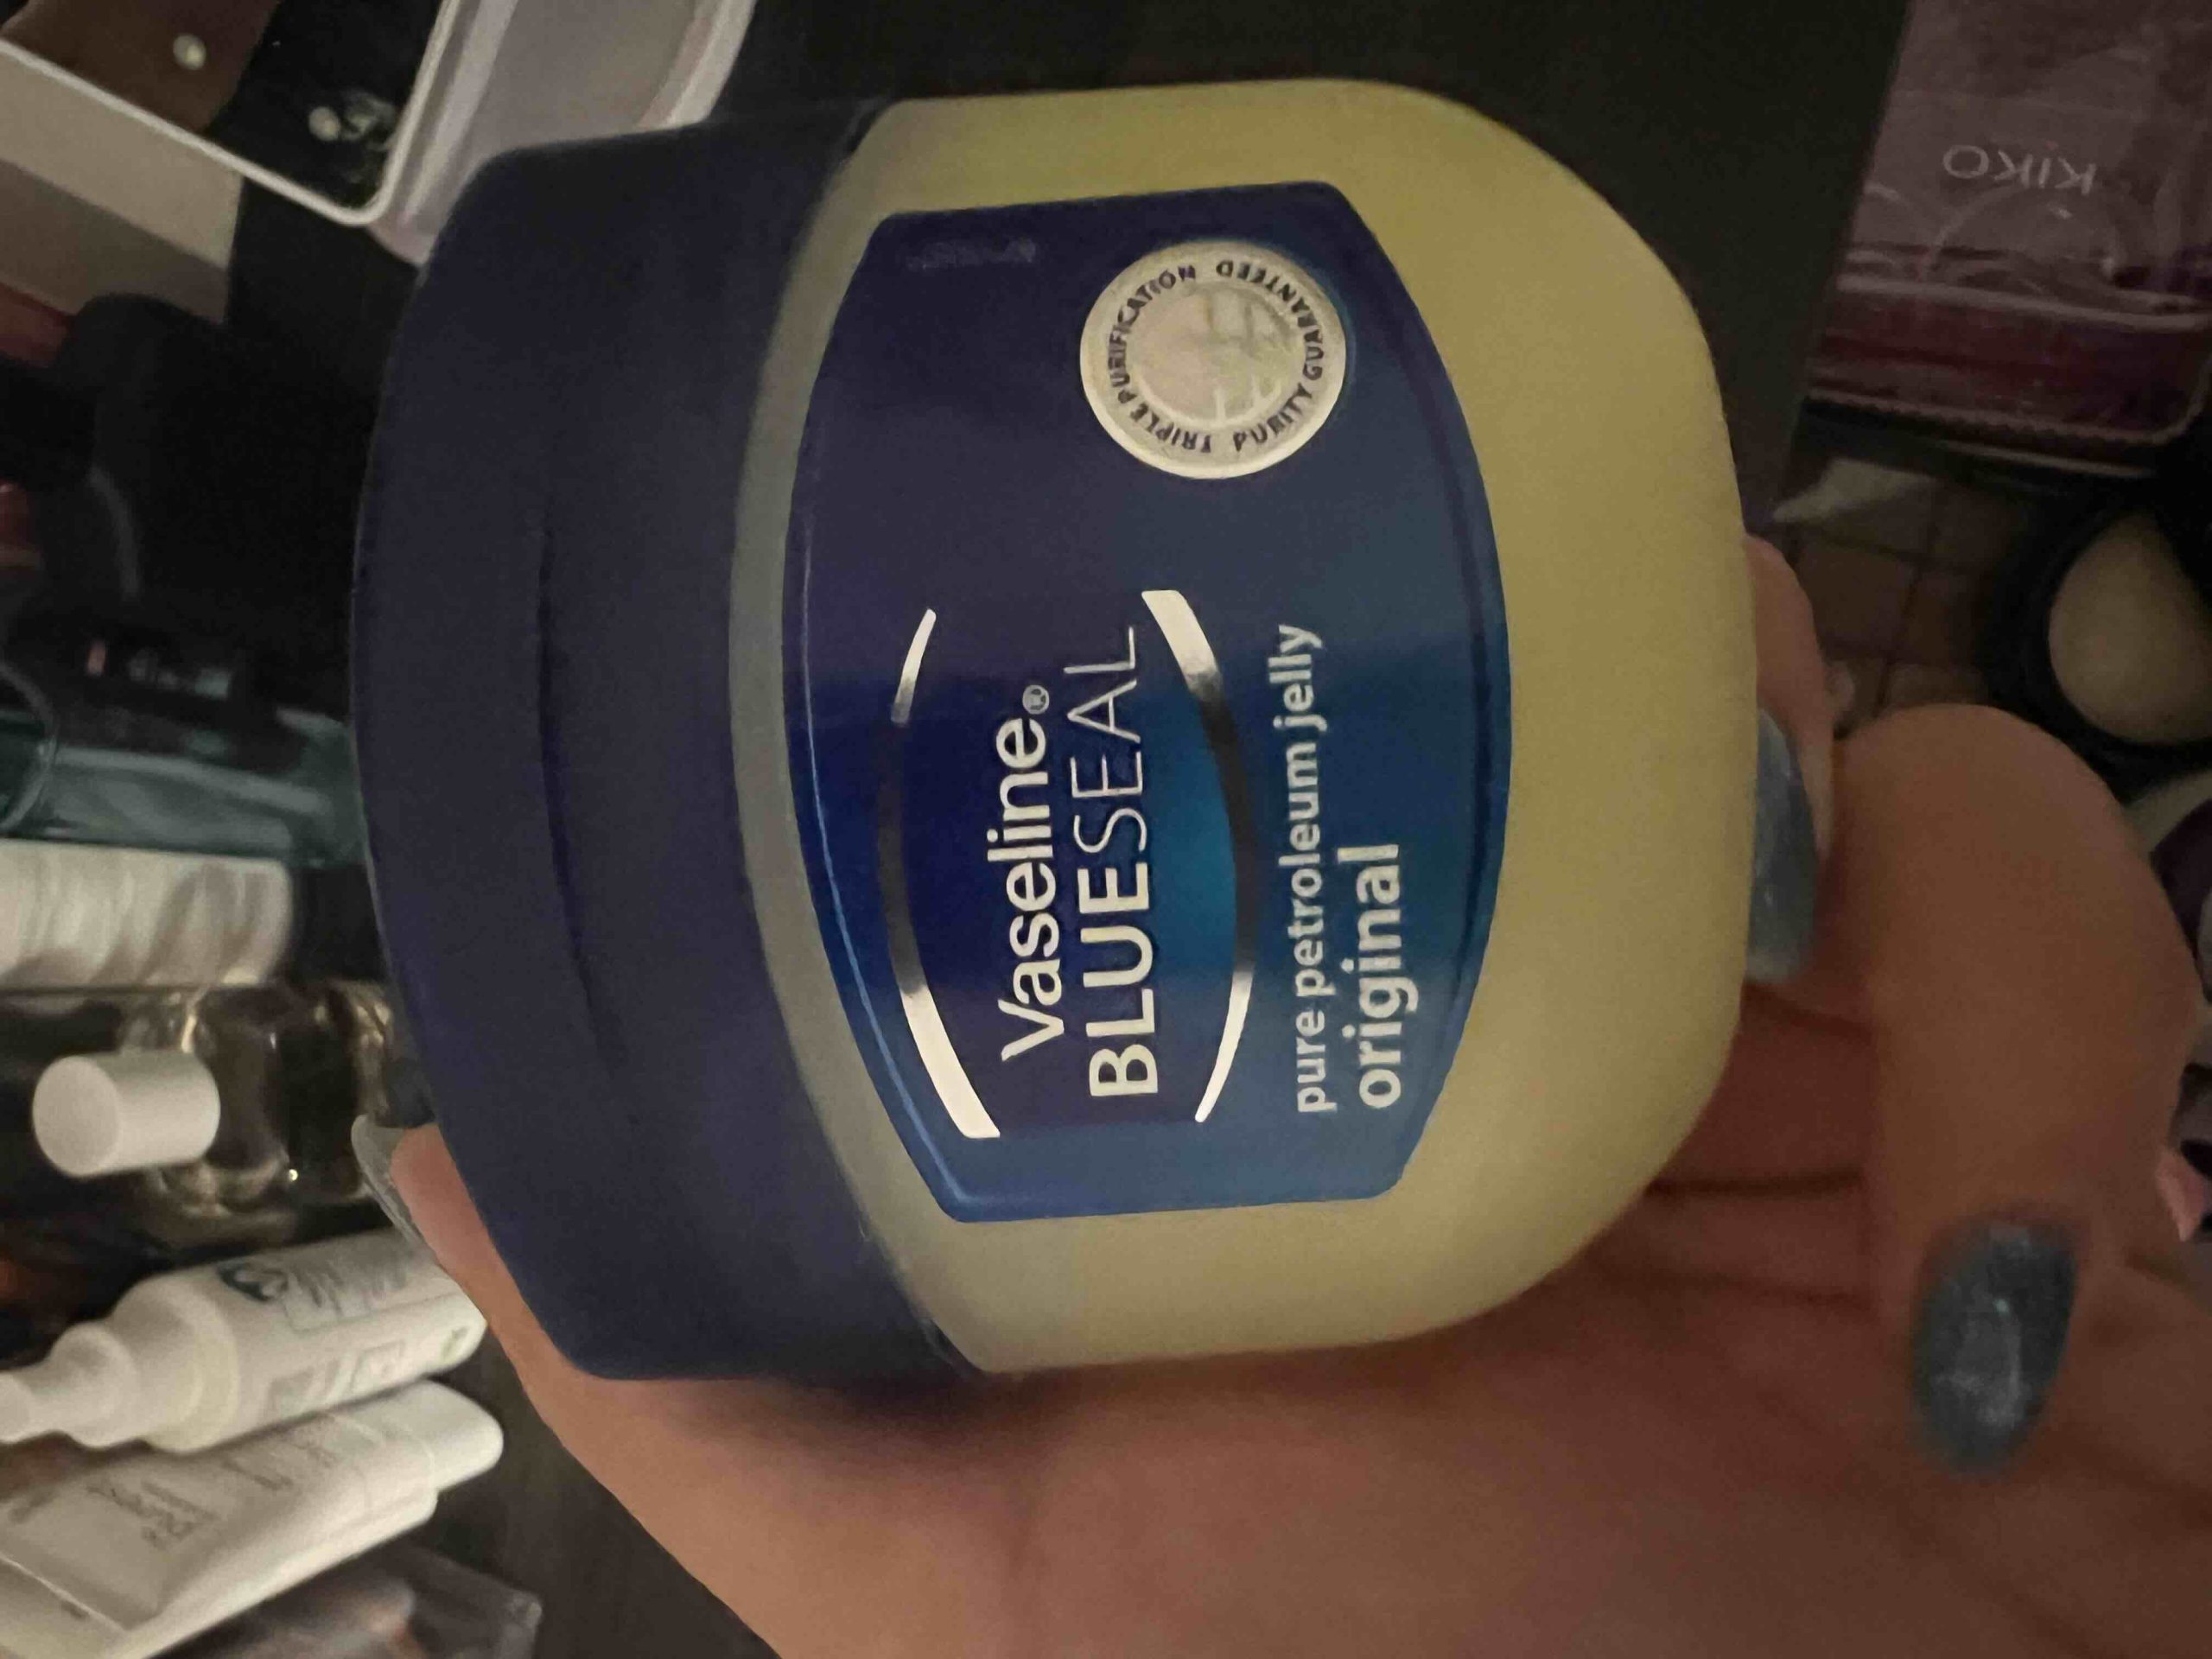 Vaseline®
BLUESEAL
pure petroleum jelly
original
TRIPLE PURIFICATION
PURITY GUARANTEED
KIKO